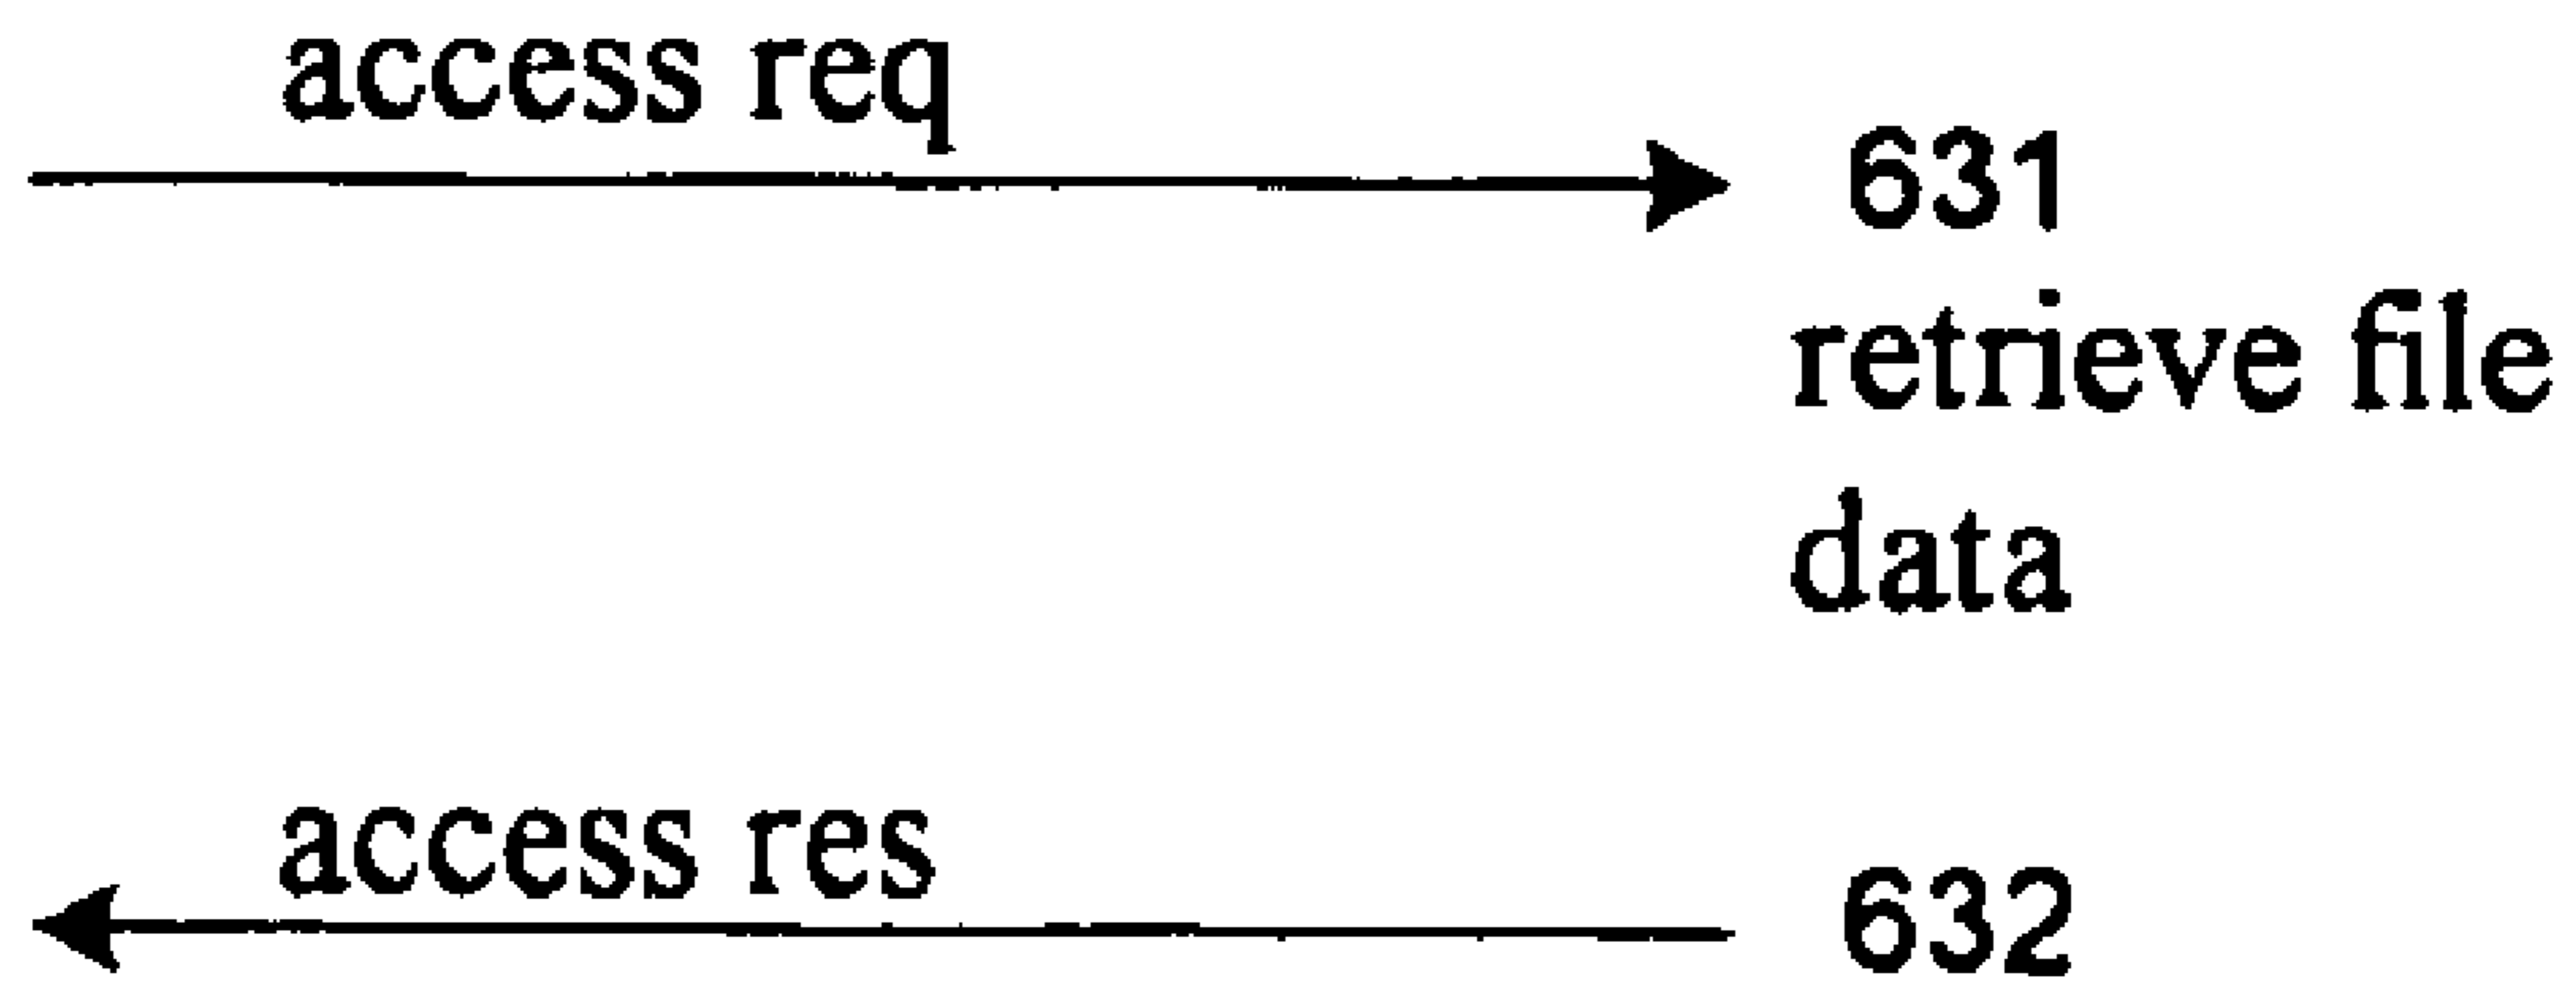 access req
631
retrieve file
data
access res
632